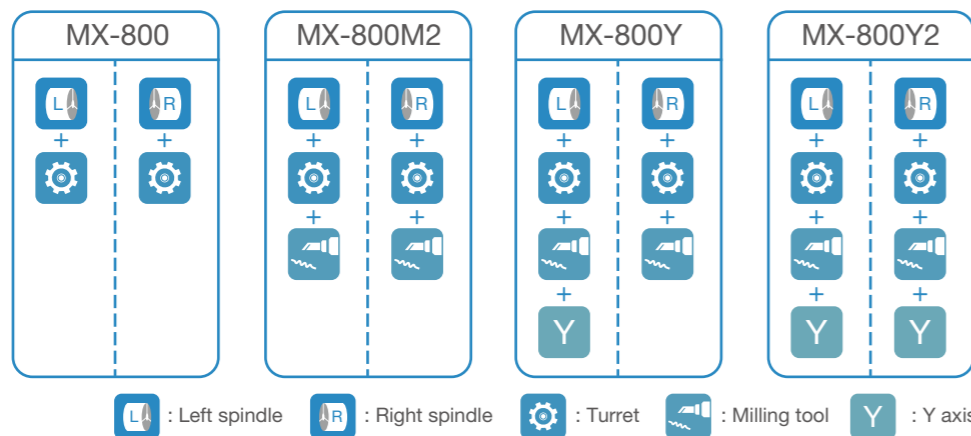 MX-800 MX-800M2 MX-800Y MX-800Y2
L R L R L R L R
+ + + + + + + +
+ + + + + +
+ + +
Y Y Y
L : Left spindle R : Right spindle : Turret : Milling tool Y : Y axis